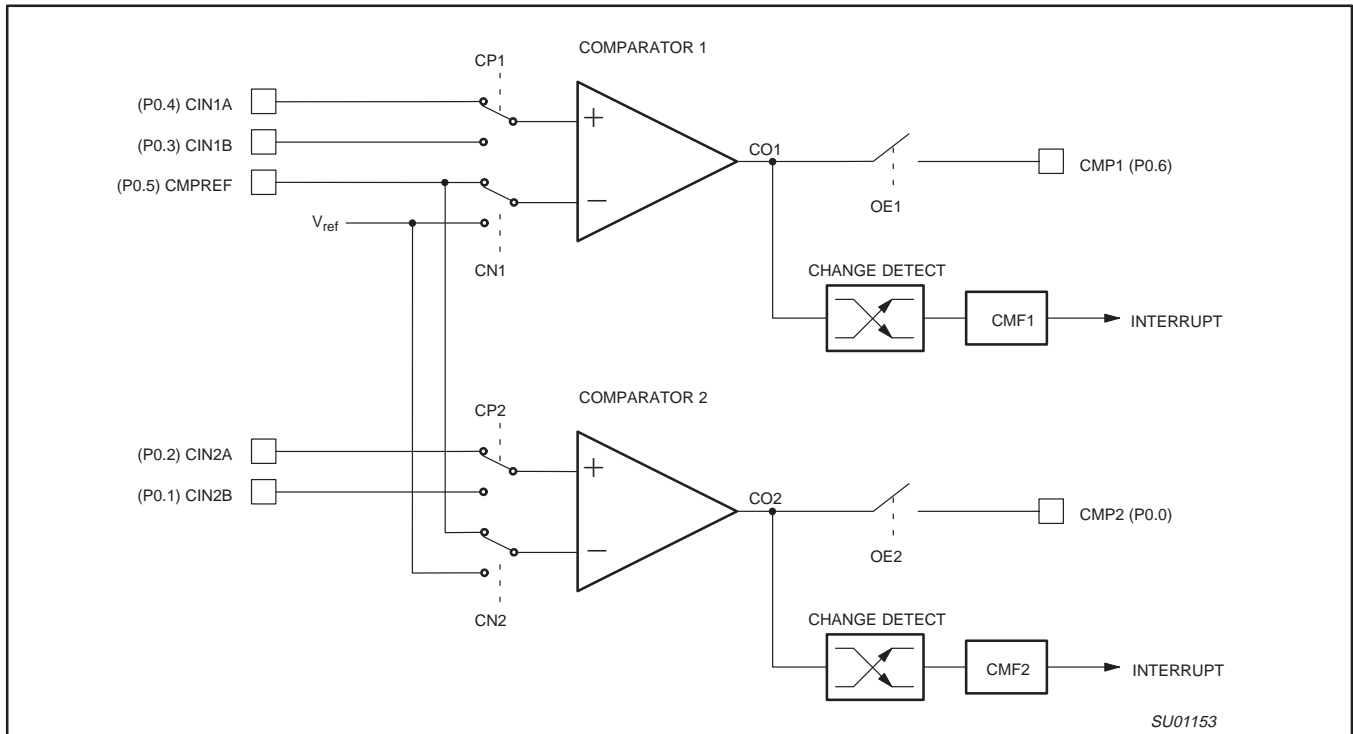 COMPARATOR 1
CP1
(P0.4) CIN1A
+
(P0.3) CIN1B
CO1
CMP1 (P0.6)
(P0.5) CMPREF
−
OE1
Vref
CN1
CHANGE DETECT
CMF1
INTERRUPT
COMPARATOR 2
CP2
(P0.2) CIN2A
+
(P0.1) CIN2B
CO2
CMP2 (P0.0)
−
OE2
CN2
CHANGE DETECT
CMF2
INTERRUPT
SU01153